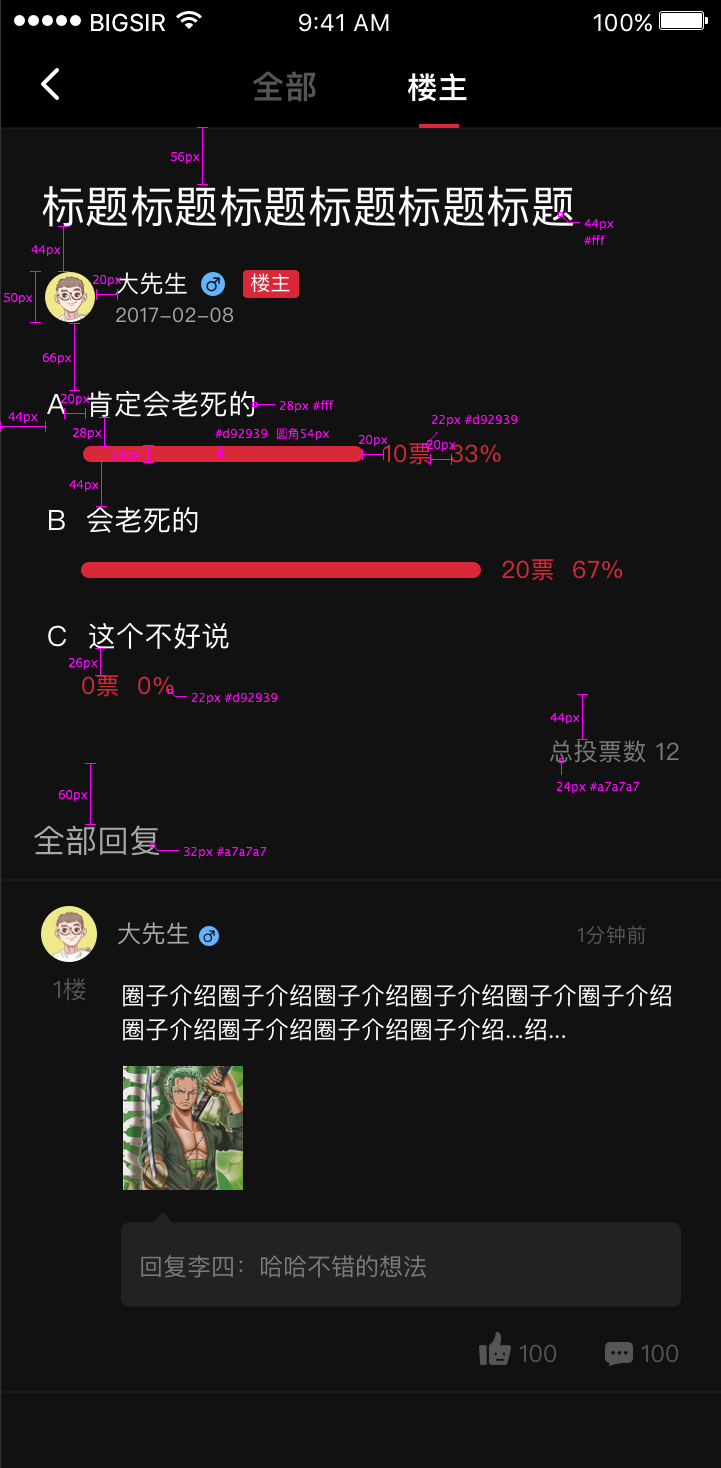 BIGSIR 9:41 AM 100%
全部 楼主
56px
标题标题标题标题标题标题
44px
#fff
44px
20px
大先生 楼主
50px
2017-02-08
66px
20px
A 肯定会老死的 28px #fff
44px
22px #d92939
28px
#d92939 圆角54px
20px
20px
16px
10票 33%
44px
B 会老死的
20票 67%
C 这个不好说
26px
0票 0%
22px #d92939
44px
总投票数 12
24px #a7a7a7
60px
全部回复
32px #a7a7a7
大先生 1分钟前
1楼
圈子介绍圈子介绍圈子介绍圈子介绍圈子介圈子介绍
圈子介绍圈子介绍圈子介绍圈子介绍...绍...
回复李四：哈哈不错的想法
100 100